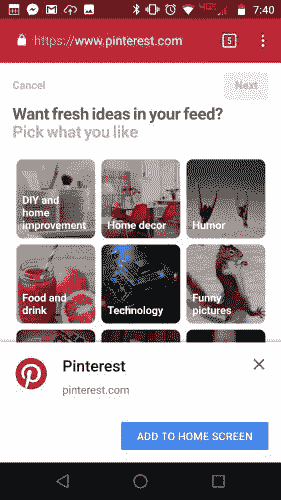 7:40
https://www.pinterest.com
5
Cancel
Next
Want fresh ideas in your feed?
Pick what you like
DIY and
home
improvement
Home decor
Humor
Food and
drink
Technology
Funny
pictures
Pinterest
pinterest.com
ADD TO HOME SCREEN